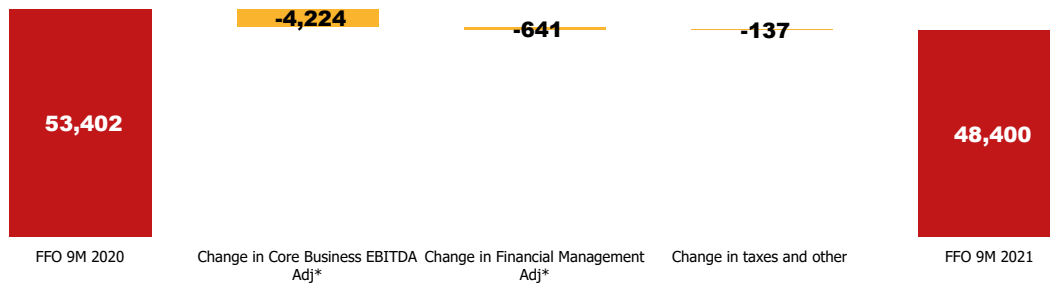 -4,224
-641
-137
53,402
48,400
FFO 9M 2020
Change in Core Business EBITDA
Adj*
Change in Financial Management
Adj*
Change in taxes and other
FFO 9M 2021